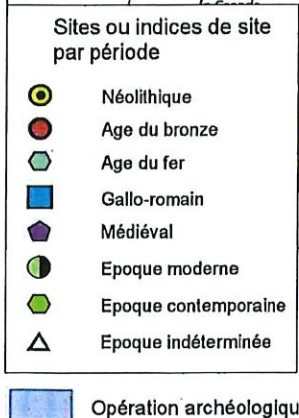 Sites ou indices de site
par période
Néolithique
Age du bronze
Age du fer
Gallo-romain
Médiéval
Epoque moderne
Epoque contemporaine
Epoque indéterminée
Opération archéologiqu